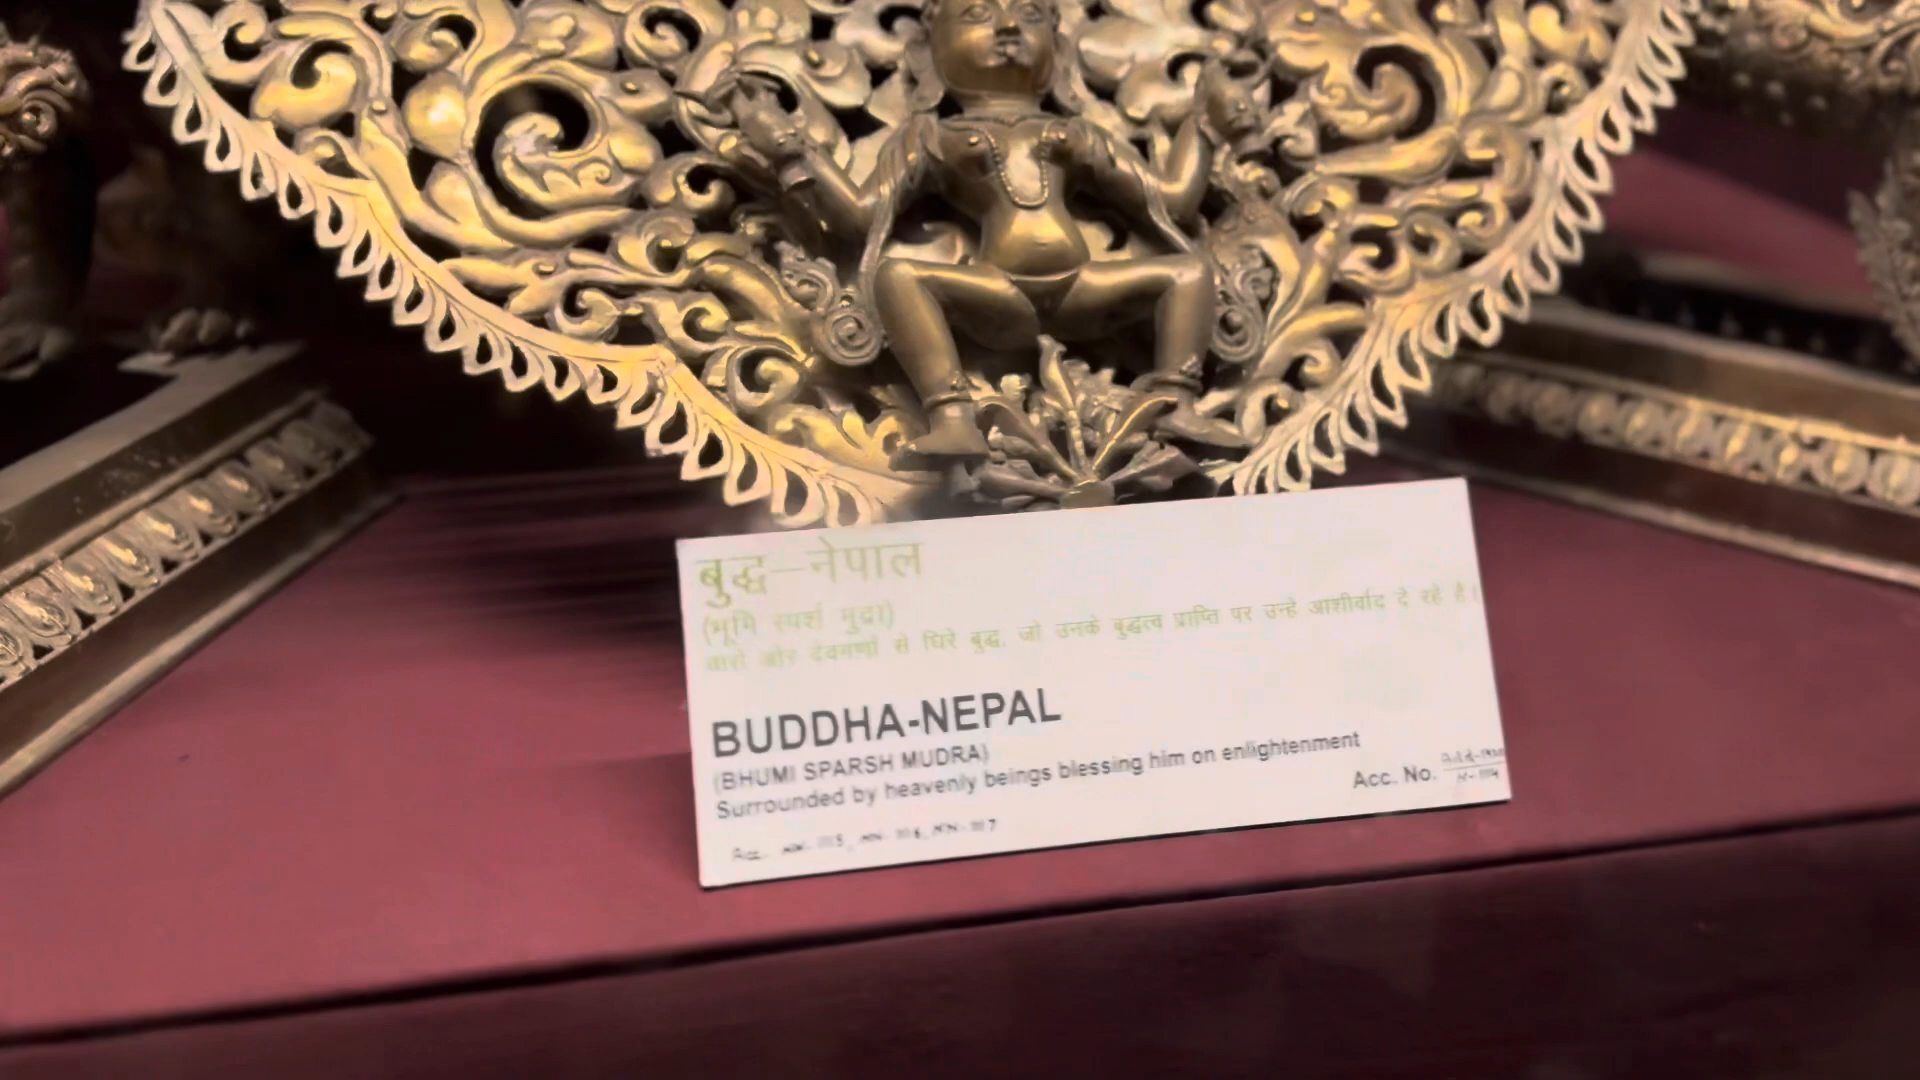 बुद्ध–नेपाल
(भूमि स्पर्श मुद्रा)
चारो ओर देवगणों से घिरे बुद्ध, जो उनके बुद्धत्व प्राप्ति पर उन्हे आशीर्वाद दे रहे है।
BUDDHA-NEPAL
(BHUMI SPARSH MUDRA)
Surrounded by heavenly beings blessing him on enlightenment
Acc. No.